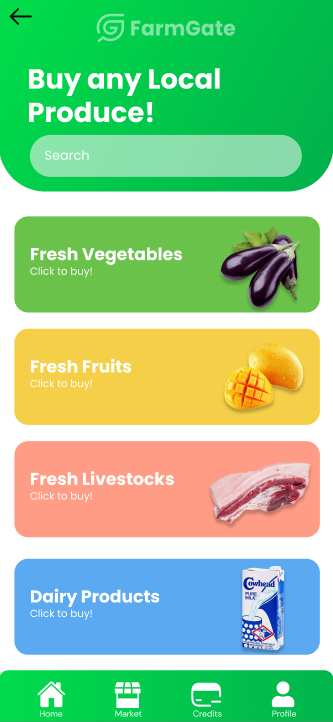 FarmGate
Buy any Local
Produce!
Search
Fresh Vegetables
Click to buy!
Fresh Fruits
Click to buy!
Fresh Livestocks
Click to buy!
Cowhead
PURE
MILK
Dairy Products
Click to buy!
Home
Market
Credits
Profile